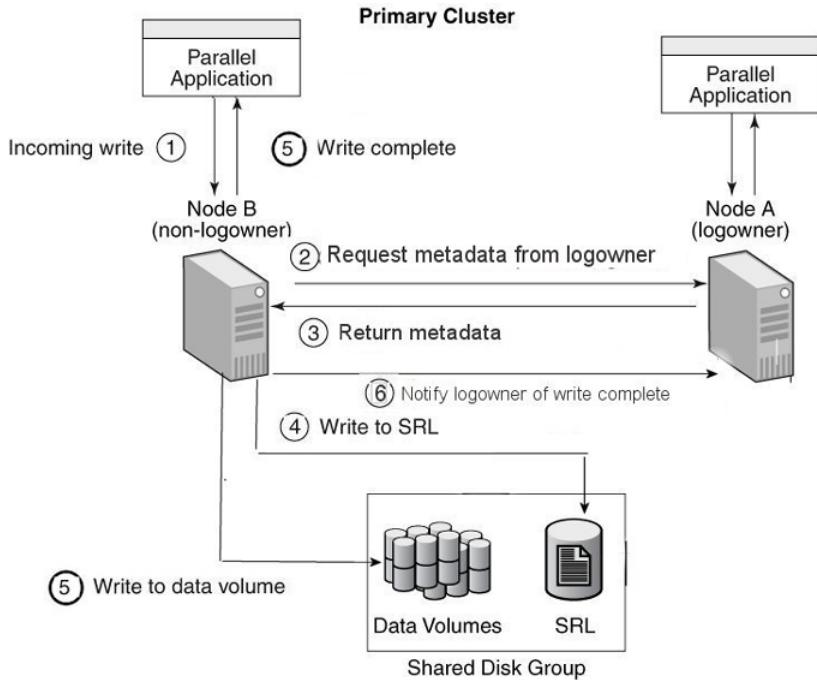 Primary Cluster
Parallel
Application
Parallel
Application
Incoming write 1
5 Write complete
Node B
(non-logowner)
Node A
(logowner)
2 Request metadata from logowner
3 Return metadata
6 Notify logowner of write complete
4 Write to SRL
5 Write to data volume
Data Volumes
SRL
Shared Disk Group